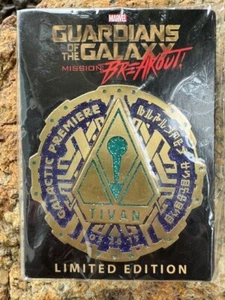 MARVEL
GUARDIANS
OF THE GALAXY
MISSION: BREAKOUT!
GALACTIC PREMIERE
TIVAN
LIMITED EDITION